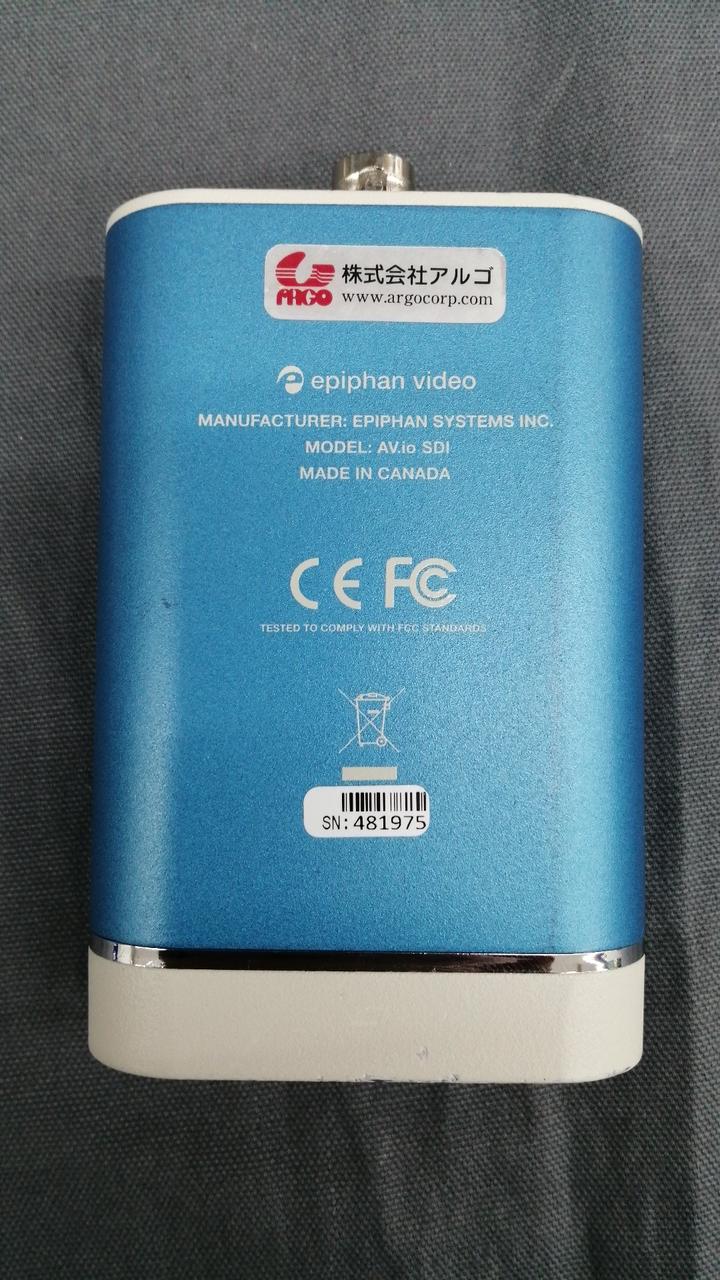 ARGO 株式会社アルゴ
www.argocorp.com
epiphan video
MANUFACTURER: EPIPHAN SYSTEMS INC.
MODEL: AV.io SDI
MADE IN CANADA
CE FC
TESTED TO COMPLY WITH FCC STANDARDS
SN: 481975